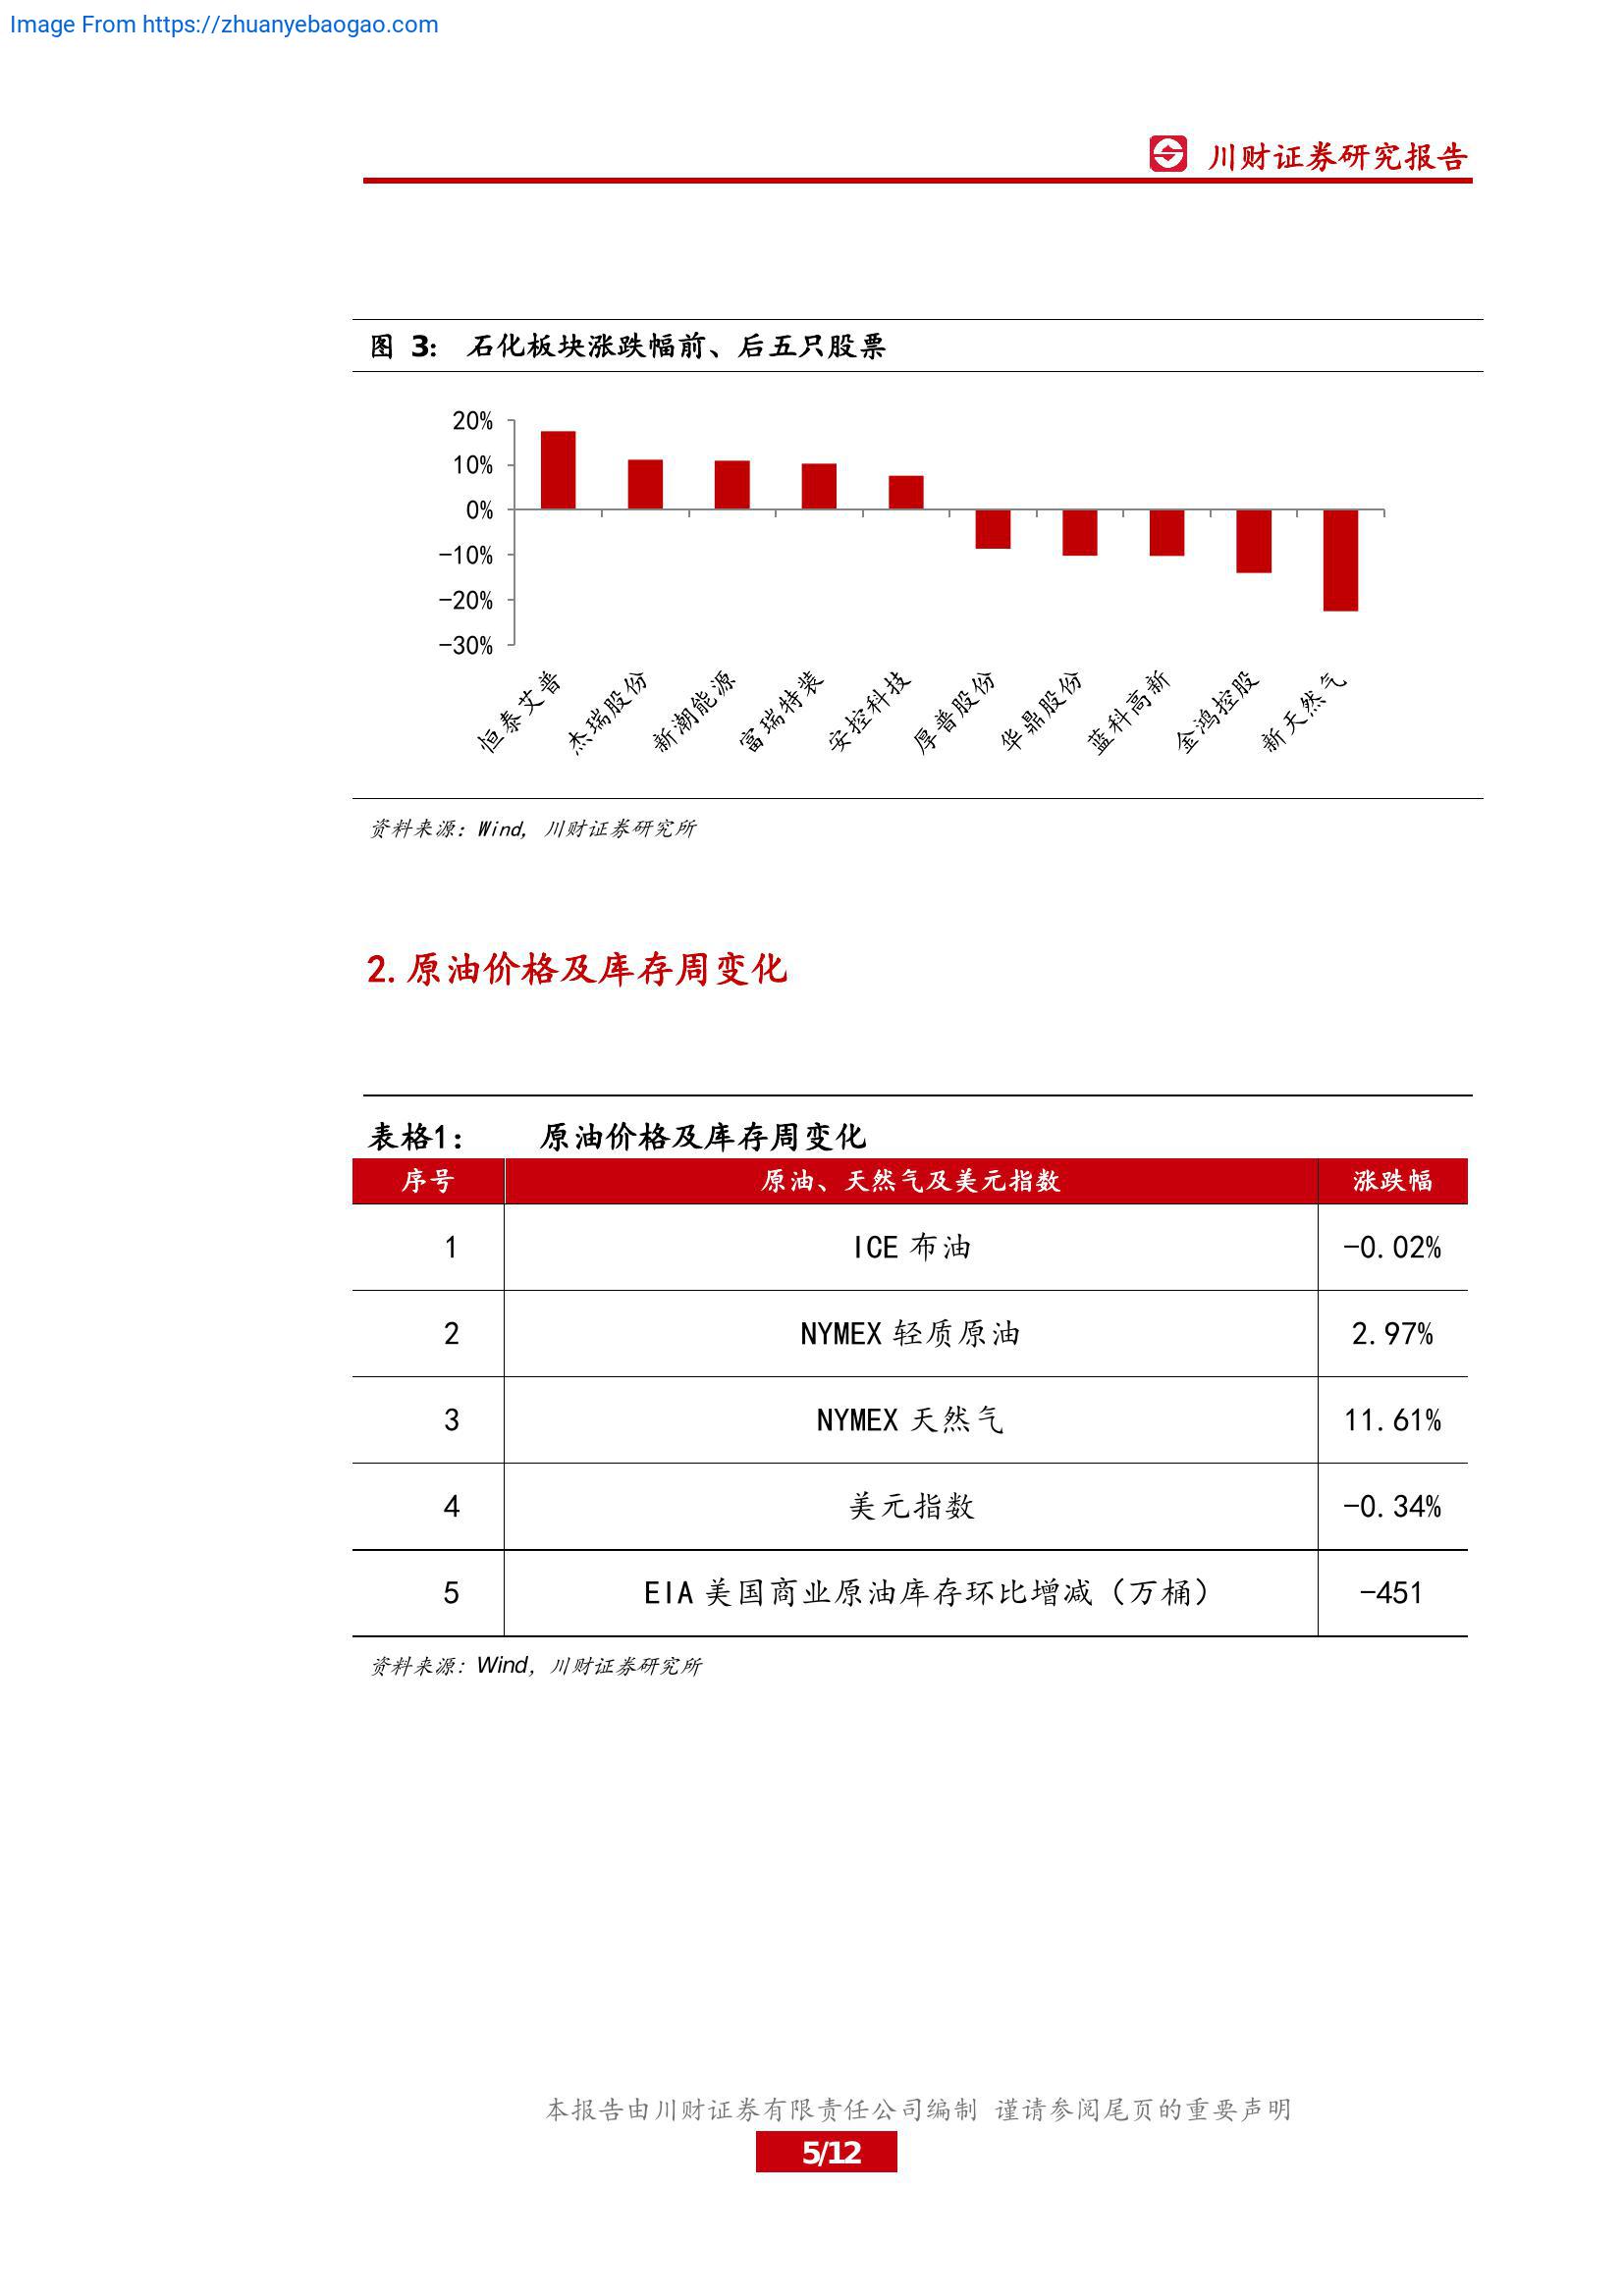 Image From https://zhuanyebaogao.com
川财证券研究报告
图 3: 石化板块涨跌幅前、后五只股票
20%
10%
0%
-10%
-20%
-30%
恒泰艾普
杰瑞股份
新潮能源
富瑞特装
安控科技
厚普股份
华鼎股份
蓝科高新
金鸿控股
新天然气
资料来源：Wind, 川财证券研究所
2.原油价格及库存周变化
表格1： 原油价格及库存周变化
序号 原油、天然气及美元指数 涨跌幅
1 ICE 布油 -0.02%
2 NYMEX 轻质原油 2.97%
3 NYMEX 天然气 11.61%
4 美元指数 -0.34%
5 EIA 美国商业原油库存环比增减（万桶） -451
资料来源：Wind, 川财证券研究所
本报告由川财证券有限责任公司编制 谨请参阅尾页的重要声明
5/12